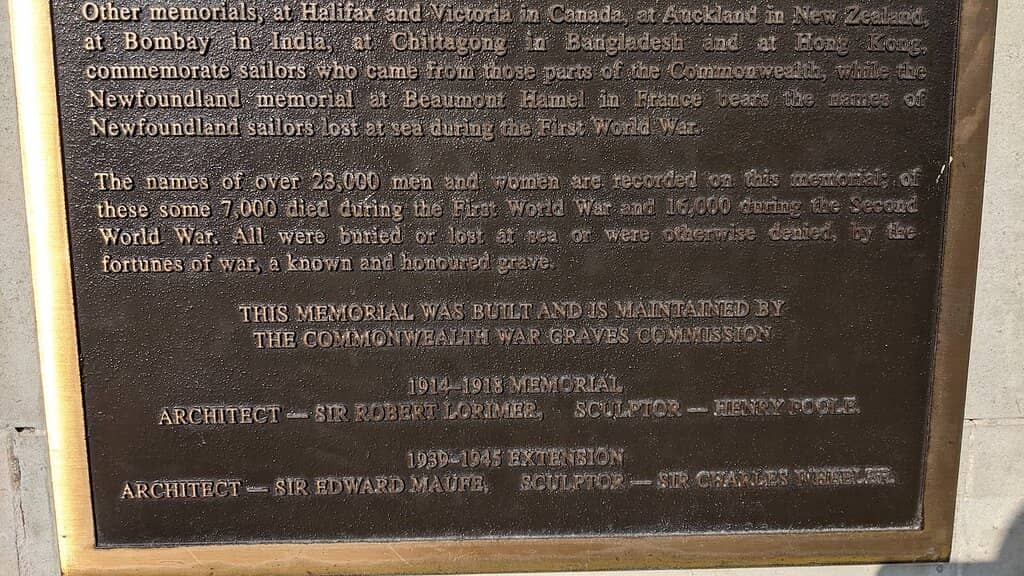 Other memorials, at Halifax and Victoria in Canada, at Auckland in New Zealand,
at Bombay in India, at Chittagong in Bangladesh and at Hong Kong,
commemorate sailors who came from those parts of the Commonwealth, while the
Newfoundland memorial at Beaumont Hamel in France bears the names of
Newfoundland sailors lost at sea during the First World War.
The names of over 23,000 men and women are recorded on this memorial; of
these some 7,000 died during the First World War and 16,000 during the Second
World War. All were buried or lost at sea or were otherwise denied, by the
fortunes of war, a known and honoured grave.
THIS MEMORIAL WAS BUILT AND IS MAINTAINED BY
THE COMMONWEALTH WAR GRAVES COMMISSION
1914–1918 MEMORIAL
ARCHITECT — SIR ROBERT LORIMER, SCULPTOR — HENRY POOLE.
1939–1945 EXTENSION
ARCHITECT — SIR EDWARD MAUFE, SCULPTOR — SIR CHARLES WHEELER.